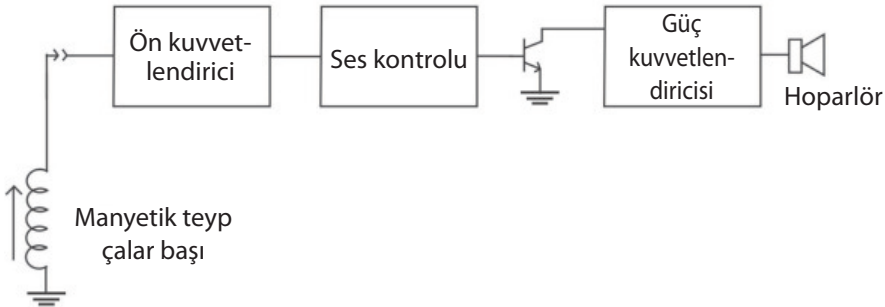 Ön kuvvet-
lendirici
Ses kontrolu
Güç
kuvvetlen-
diricisi
Hoparlör
Manyetik teyp
çalar başı